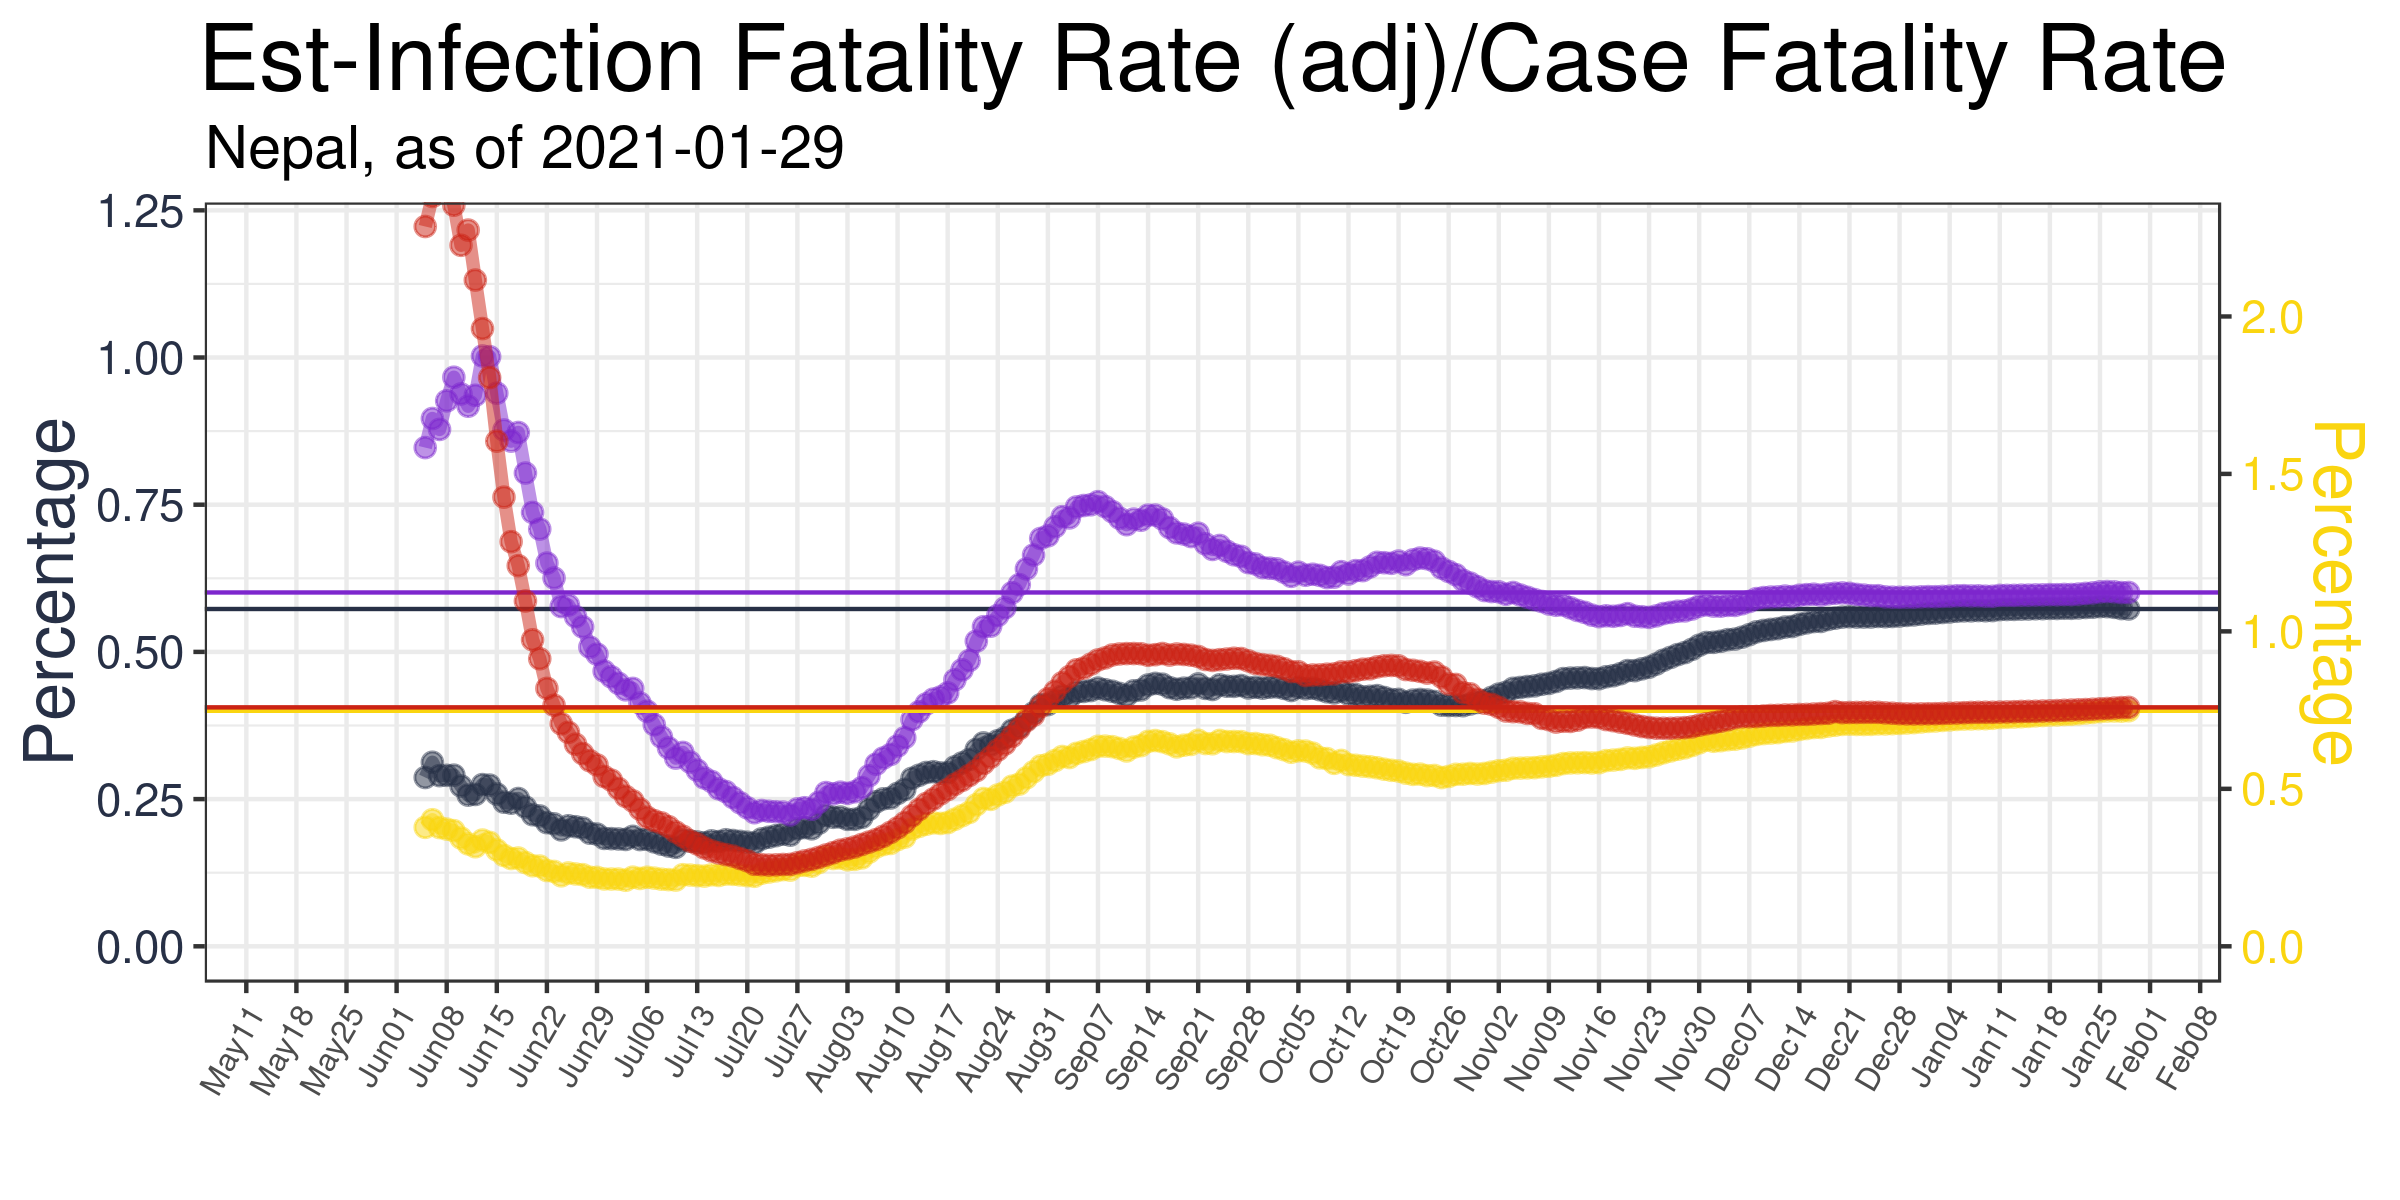 Est-Infection Fatality Rate (adj)/Case Fatality Rate
Nepal, as of 2021-01-29
Percentage
1.25
1.00
0.75
0.50
0.25
0.00
2.0
1.5
1.0
0.5
0.0
Percentage
May11 May18 May25 Jun01 Jun08 Jun15 Jun22 Jun29 Jul06 Jul13 Jul20 Jul27 Aug03 Aug10 Aug17 Aug24 Aug31 Sep07 Sep14 Sep21 Sep28 Oct05 Oct12 Oct19 Oct26 Nov02 Nov09 Nov16 Nov23 Nov30 Dec07 Dec14 Dec21 Dec28 Jan04 Jan11 Jan18 Jan25 Feb01 Feb08